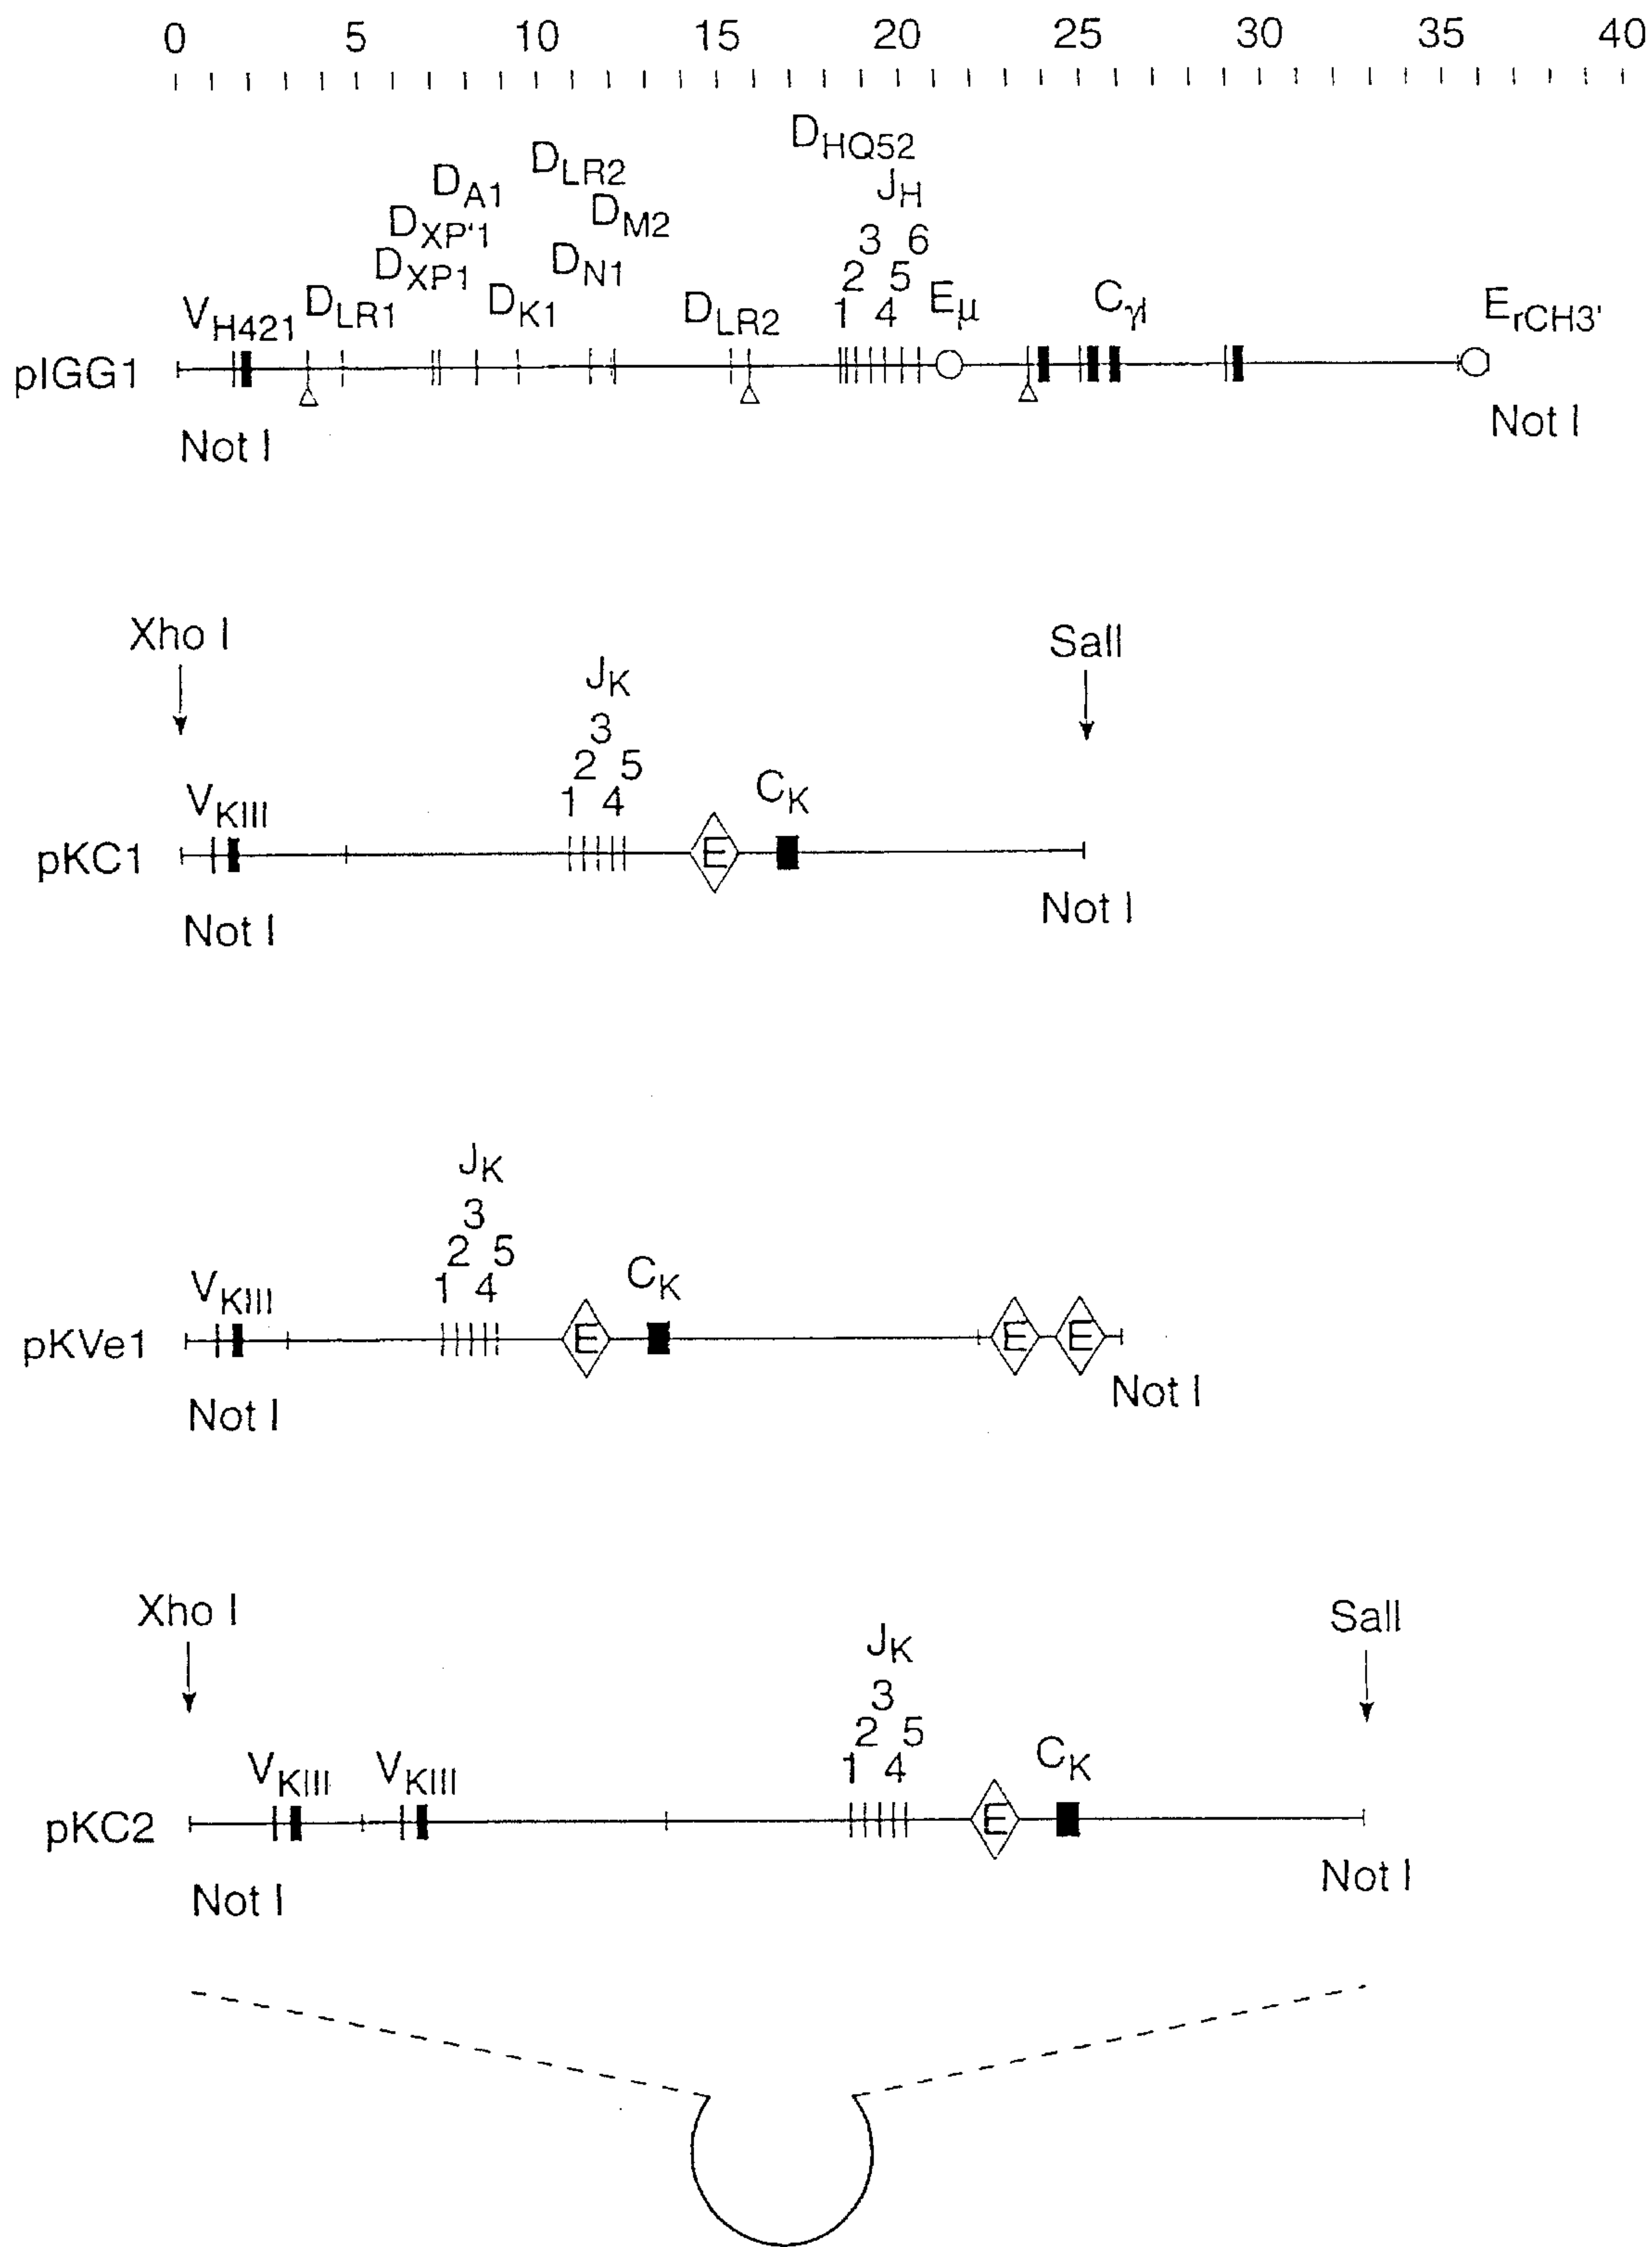 0 5 10 15 20 25 30 35 40
DHQ52
DLR2
DA1
JH
DM2
DXP'1
3 6
DN1
DXP1
2 5
VH421 DLR1 DK1 DLR2 1 4 Eμ CγI ErCH3'
pIGG1
Not I Not I
Xho I SalI
JK
3
2 5
VKIII 1 4 CK
pKC1 E
Not I Not I
JK
3
2 5
VKIII 1 4 CK
pKVe1 E E E
Not I Not I
Xho I SalI
JK
3
2 5
VKIII VKIII 1 4 CK
pKC2 E
Not I Not I